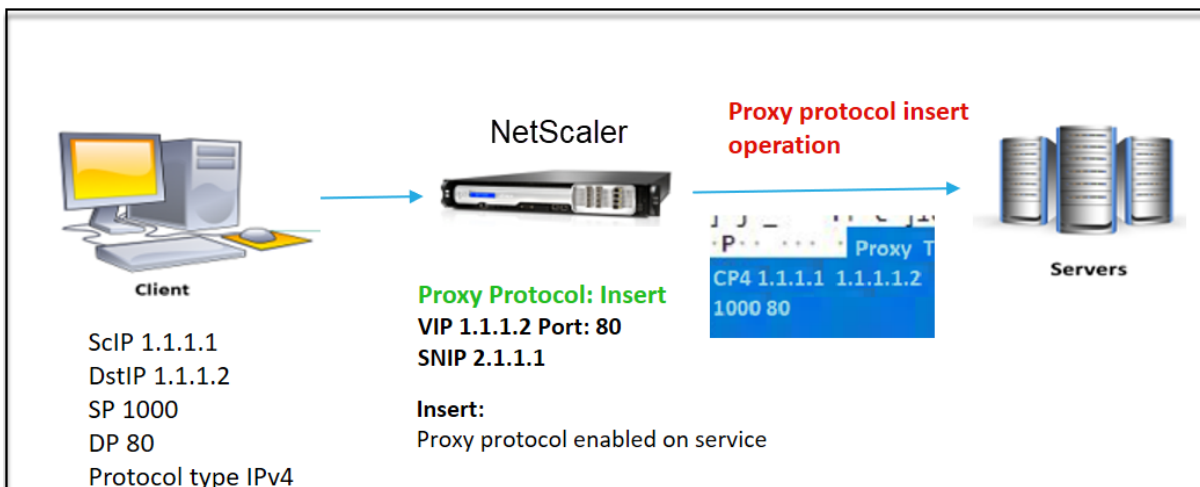 NetScaler
Proxy protocol insert
operation
Client
Servers
ScIP 1.1.1.1
DstIP 1.1.1.2
SP 1000
DP 80
Protocol type IPv4
Proxy Protocol: Insert
VIP 1.1.1.2 Port: 80
SNIP 2.1.1.1
Insert:
Proxy protocol enabled on service
·P·· ··· · Proxy T
CP4 1.1.1.1 1.1.1.1.2
1000 80